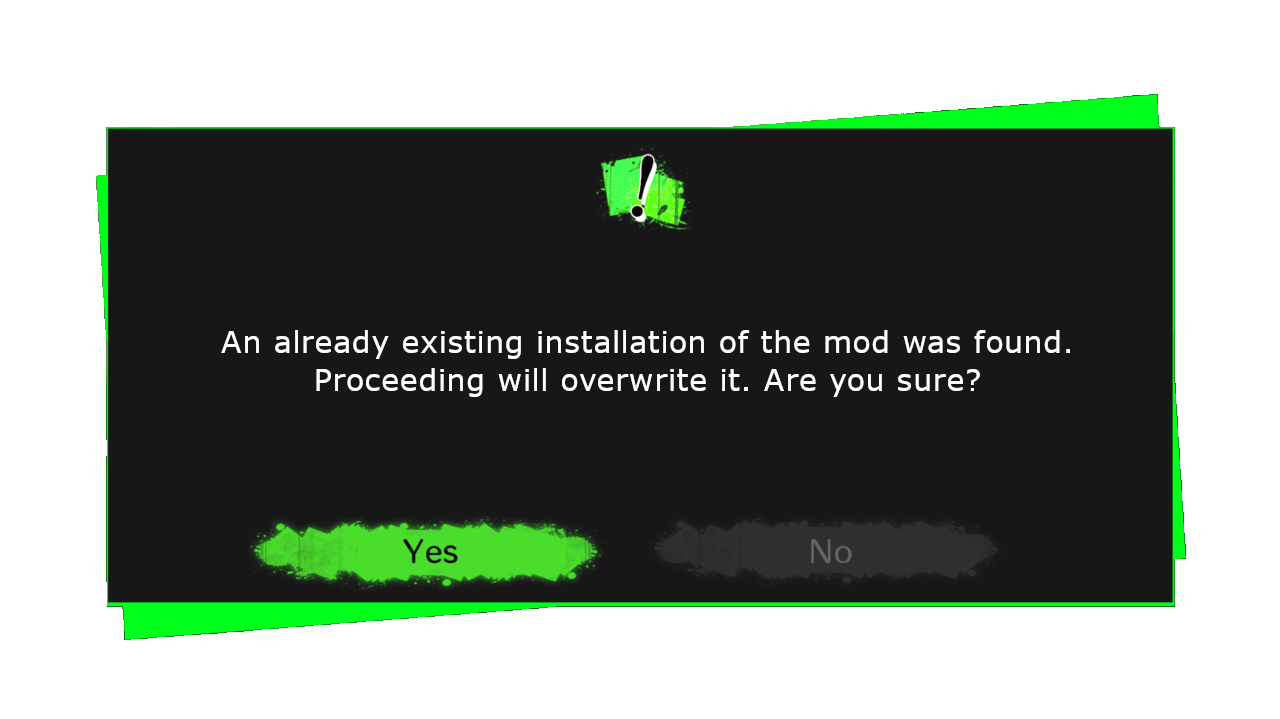 An already existing installation of the mod was found.
Proceeding will overwrite it. Are you sure?
Yes
No